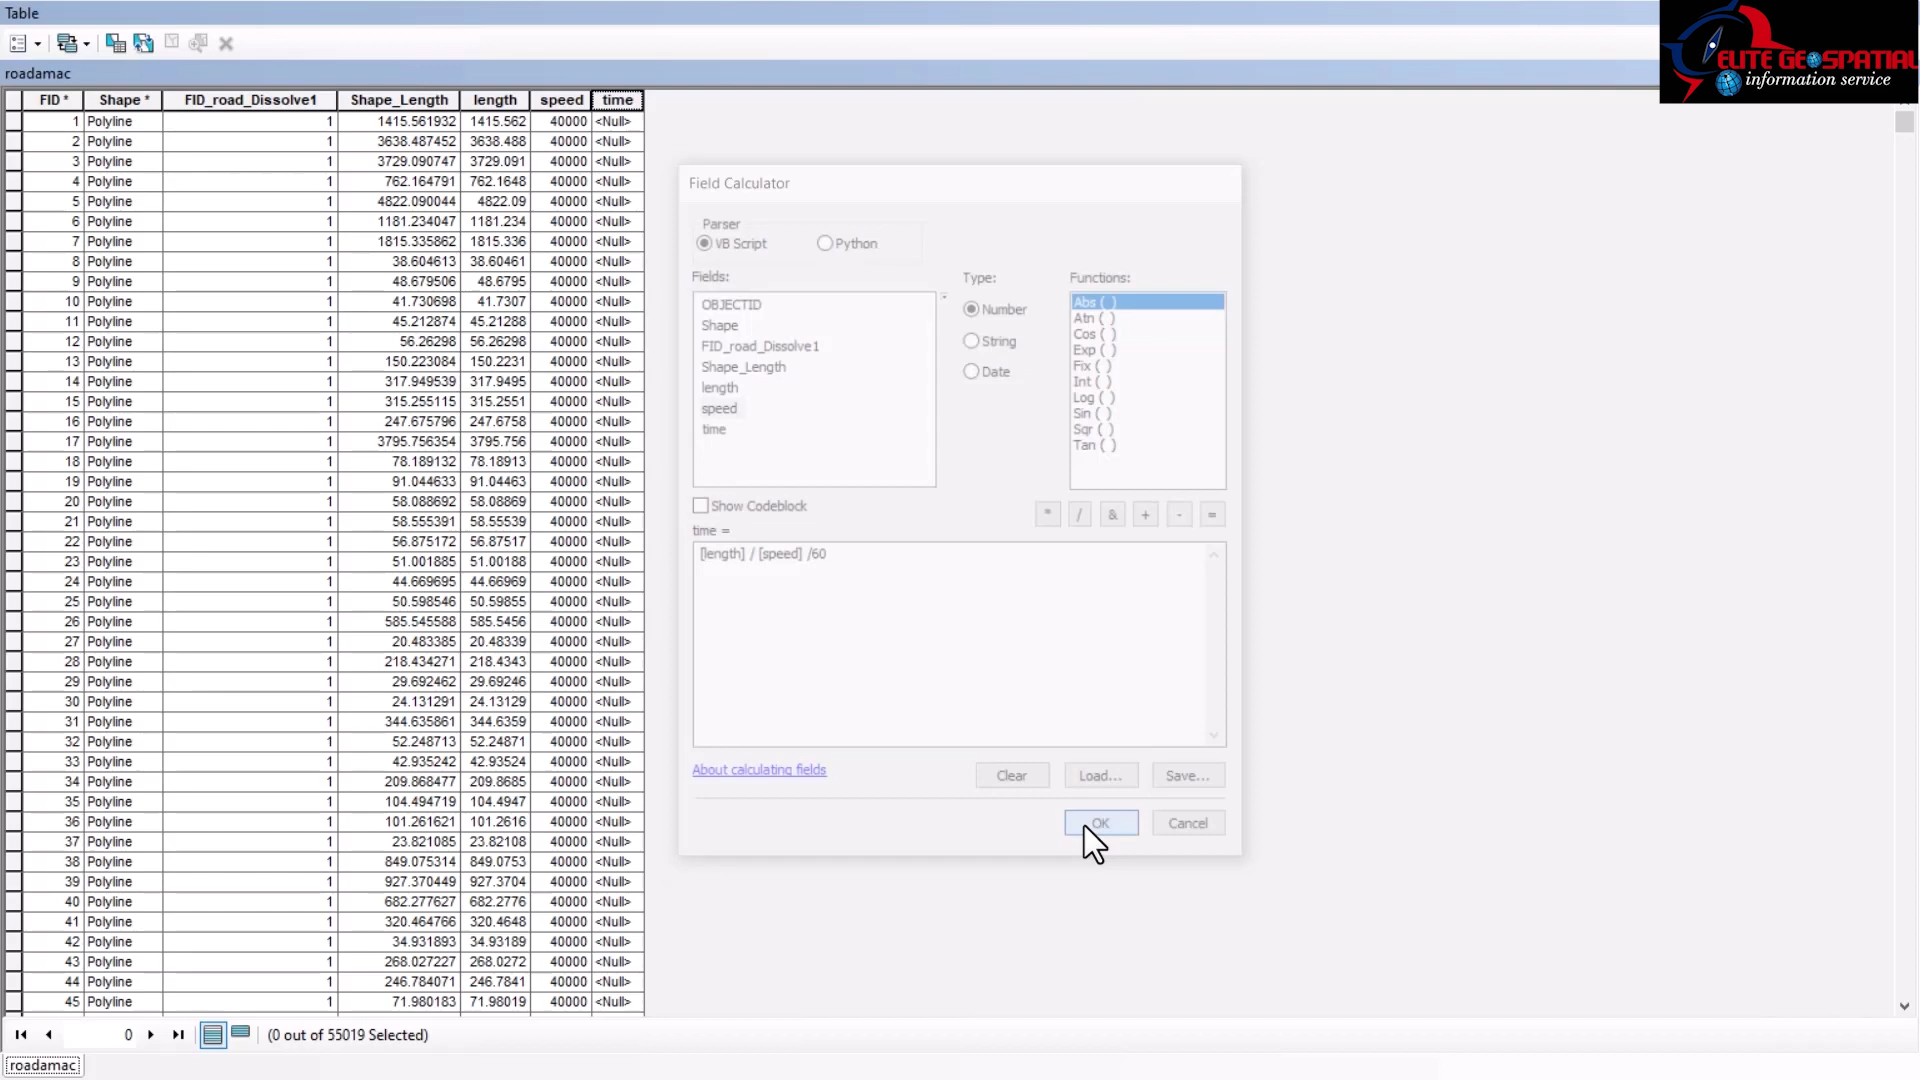 Table
ELITE GEOSPATIAL
information service
roadamac
FID * Shape * FID_road_Dissolve1 Shape_Length length speed time
1 Polyline 1 1415.561932 1415.562 40000 <Null>
2 Polyline 1 3638.487452 3638.488 40000 <Null>
3 Polyline 1 3729.090747 3729.091 40000 <Null>
4 Polyline 1 762.164791 762.1648 40000 <Null>
5 Polyline 1 4822.090044 4822.09 40000 <Null>
6 Polyline 1 1181.234047 1181.234 40000 <Null>
7 Polyline 1 1815.335862 1815.336 40000 <Null>
8 Polyline 1 38.604613 38.60461 40000 <Null>
9 Polyline 1 48.679506 48.6795 40000 <Null>
10 Polyline 1 41.730698 41.7307 40000 <Null>
11 Polyline 1 45.212874 45.21288 40000 <Null>
12 Polyline 1 56.26298 56.26298 40000 <Null>
13 Polyline 1 150.223084 150.2231 40000 <Null>
14 Polyline 1 317.949539 317.9495 40000 <Null>
15 Polyline 1 315.255115 315.2551 40000 <Null>
16 Polyline 1 247.675796 247.6758 40000 <Null>
17 Polyline 1 3795.756354 3795.756 40000 <Null>
18 Polyline 1 78.189132 78.18913 40000 <Null>
19 Polyline 1 91.044633 91.04463 40000 <Null>
20 Polyline 1 58.088692 58.08869 40000 <Null>
21 Polyline 1 58.555391 58.55539 40000 <Null>
22 Polyline 1 56.875172 56.87517 40000 <Null>
23 Polyline 1 51.001885 51.00188 40000 <Null>
24 Polyline 1 44.669695 44.66969 40000 <Null>
25 Polyline 1 50.598546 50.59855 40000 <Null>
26 Polyline 1 585.545588 585.5456 40000 <Null>
27 Polyline 1 20.483385 20.48339 40000 <Null>
28 Polyline 1 218.434271 218.4343 40000 <Null>
29 Polyline 1 29.692462 29.69246 40000 <Null>
30 Polyline 1 24.131291 24.13129 40000 <Null>
31 Polyline 1 344.635861 344.6359 40000 <Null>
32 Polyline 1 52.248713 52.24871 40000 <Null>
33 Polyline 1 42.935242 42.93524 40000 <Null>
34 Polyline 1 209.868477 209.8685 40000 <Null>
35 Polyline 1 104.494719 104.4947 40000 <Null>
36 Polyline 1 101.261621 101.2616 40000 <Null>
37 Polyline 1 23.821085 23.82108 40000 <Null>
38 Polyline 1 849.075314 849.0753 40000 <Null>
39 Polyline 1 927.370449 927.3704 40000 <Null>
40 Polyline 1 682.277627 682.2776 40000 <Null>
41 Polyline 1 320.464766 320.4648 40000 <Null>
42 Polyline 1 34.931893 34.93189 40000 <Null>
43 Polyline 1 268.027227 268.0272 40000 <Null>
44 Polyline 1 246.784071 246.7841 40000 <Null>
45 Polyline 1 71.980183 71.98019 40000 <Null>
Field Calculator
Parser
VB Script Python
Fields: Type: Functions:
OBJECTID
Shape
FID_road_Dissolve1
Shape_Length
length
speed
time
Number
String
Date
Abs ( )
Atn ( )
Cos ( )
Exp ( )
Fix ( )
Int ( )
Log ( )
Sin ( )
Sqr ( )
Tan ( )
Show Codeblock * / & + - =
time =
[length] / [speed] /60
About calculating fields Clear Load... Save...
OK Cancel
0 (0 out of 55019 Selected)
roadamac